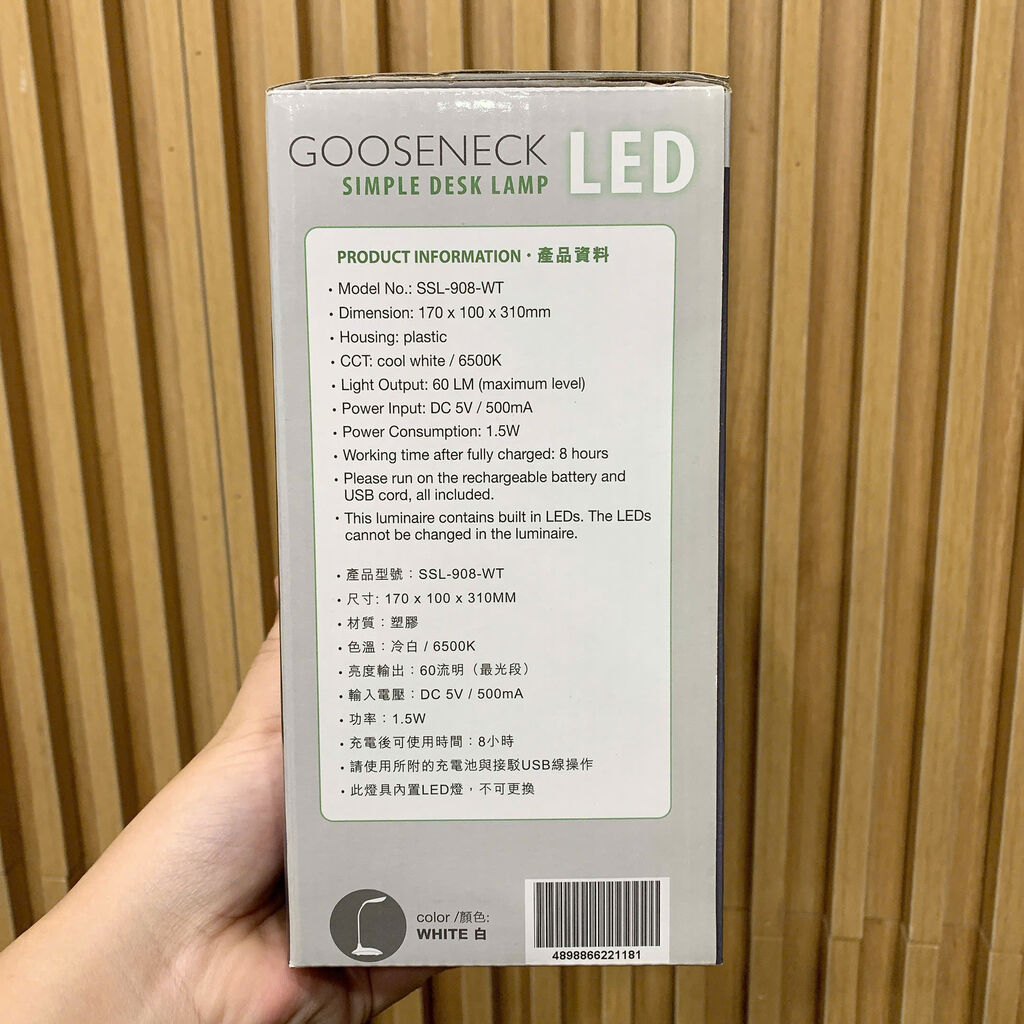 GOOSENECK LED
SIMPLE DESK LAMP
PRODUCT INFORMATION・產品資料
• Model No.: SSL-908-WT
• Dimension: 170 x 100 x 310mm
• Housing: plastic
• CCT: cool white / 6500K
• Light Output: 60 LM (maximum level)
• Power Input: DC 5V / 500mA
• Power Consumption: 1.5W
• Working time after fully charged: 8 hours
• Please run on the rechargeable battery and
USB cord, all included.
• This luminaire contains built in LEDs. The LEDs
cannot be changed in the luminaire.
• 產品型號：SSL-908-WT
• 尺寸: 170 x 100 x 310MM
• 材質：塑膠
• 色溫：冷白 / 6500K
• 亮度輸出：60流明（最光段）
• 輸入電壓：DC 5V / 500mA
• 功率：1.5W
• 充電後可使用時間：8小時
• 請使用所附的充電池與接駁USB線操作
• 此燈具內置LED燈，不可更換
color /顏色:
WHITE 白
4898866221181